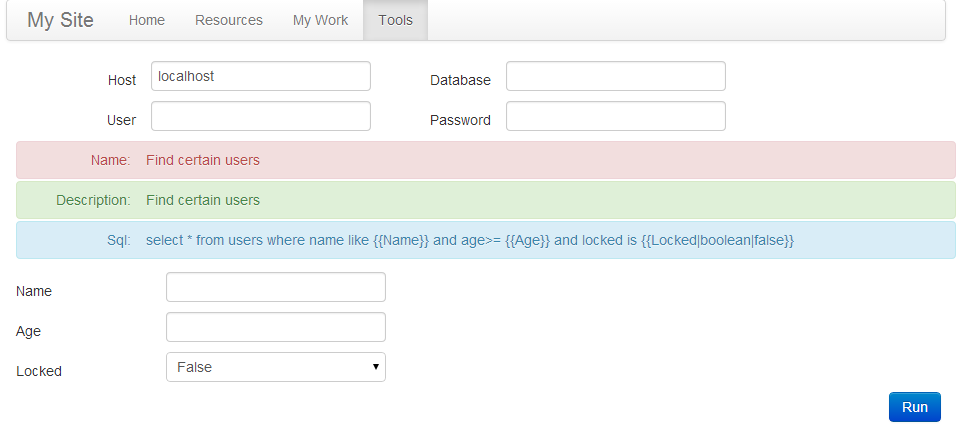 My Site Home Resources My Work Tools
Host localhost Database
User Password
Name: Find certain users
Description: Find certain users
Sql: select * from users where name like {{Name}} and age>= {{Age}} and locked is {{Locked|boolean|false}}
Name
Age
Locked False
Run